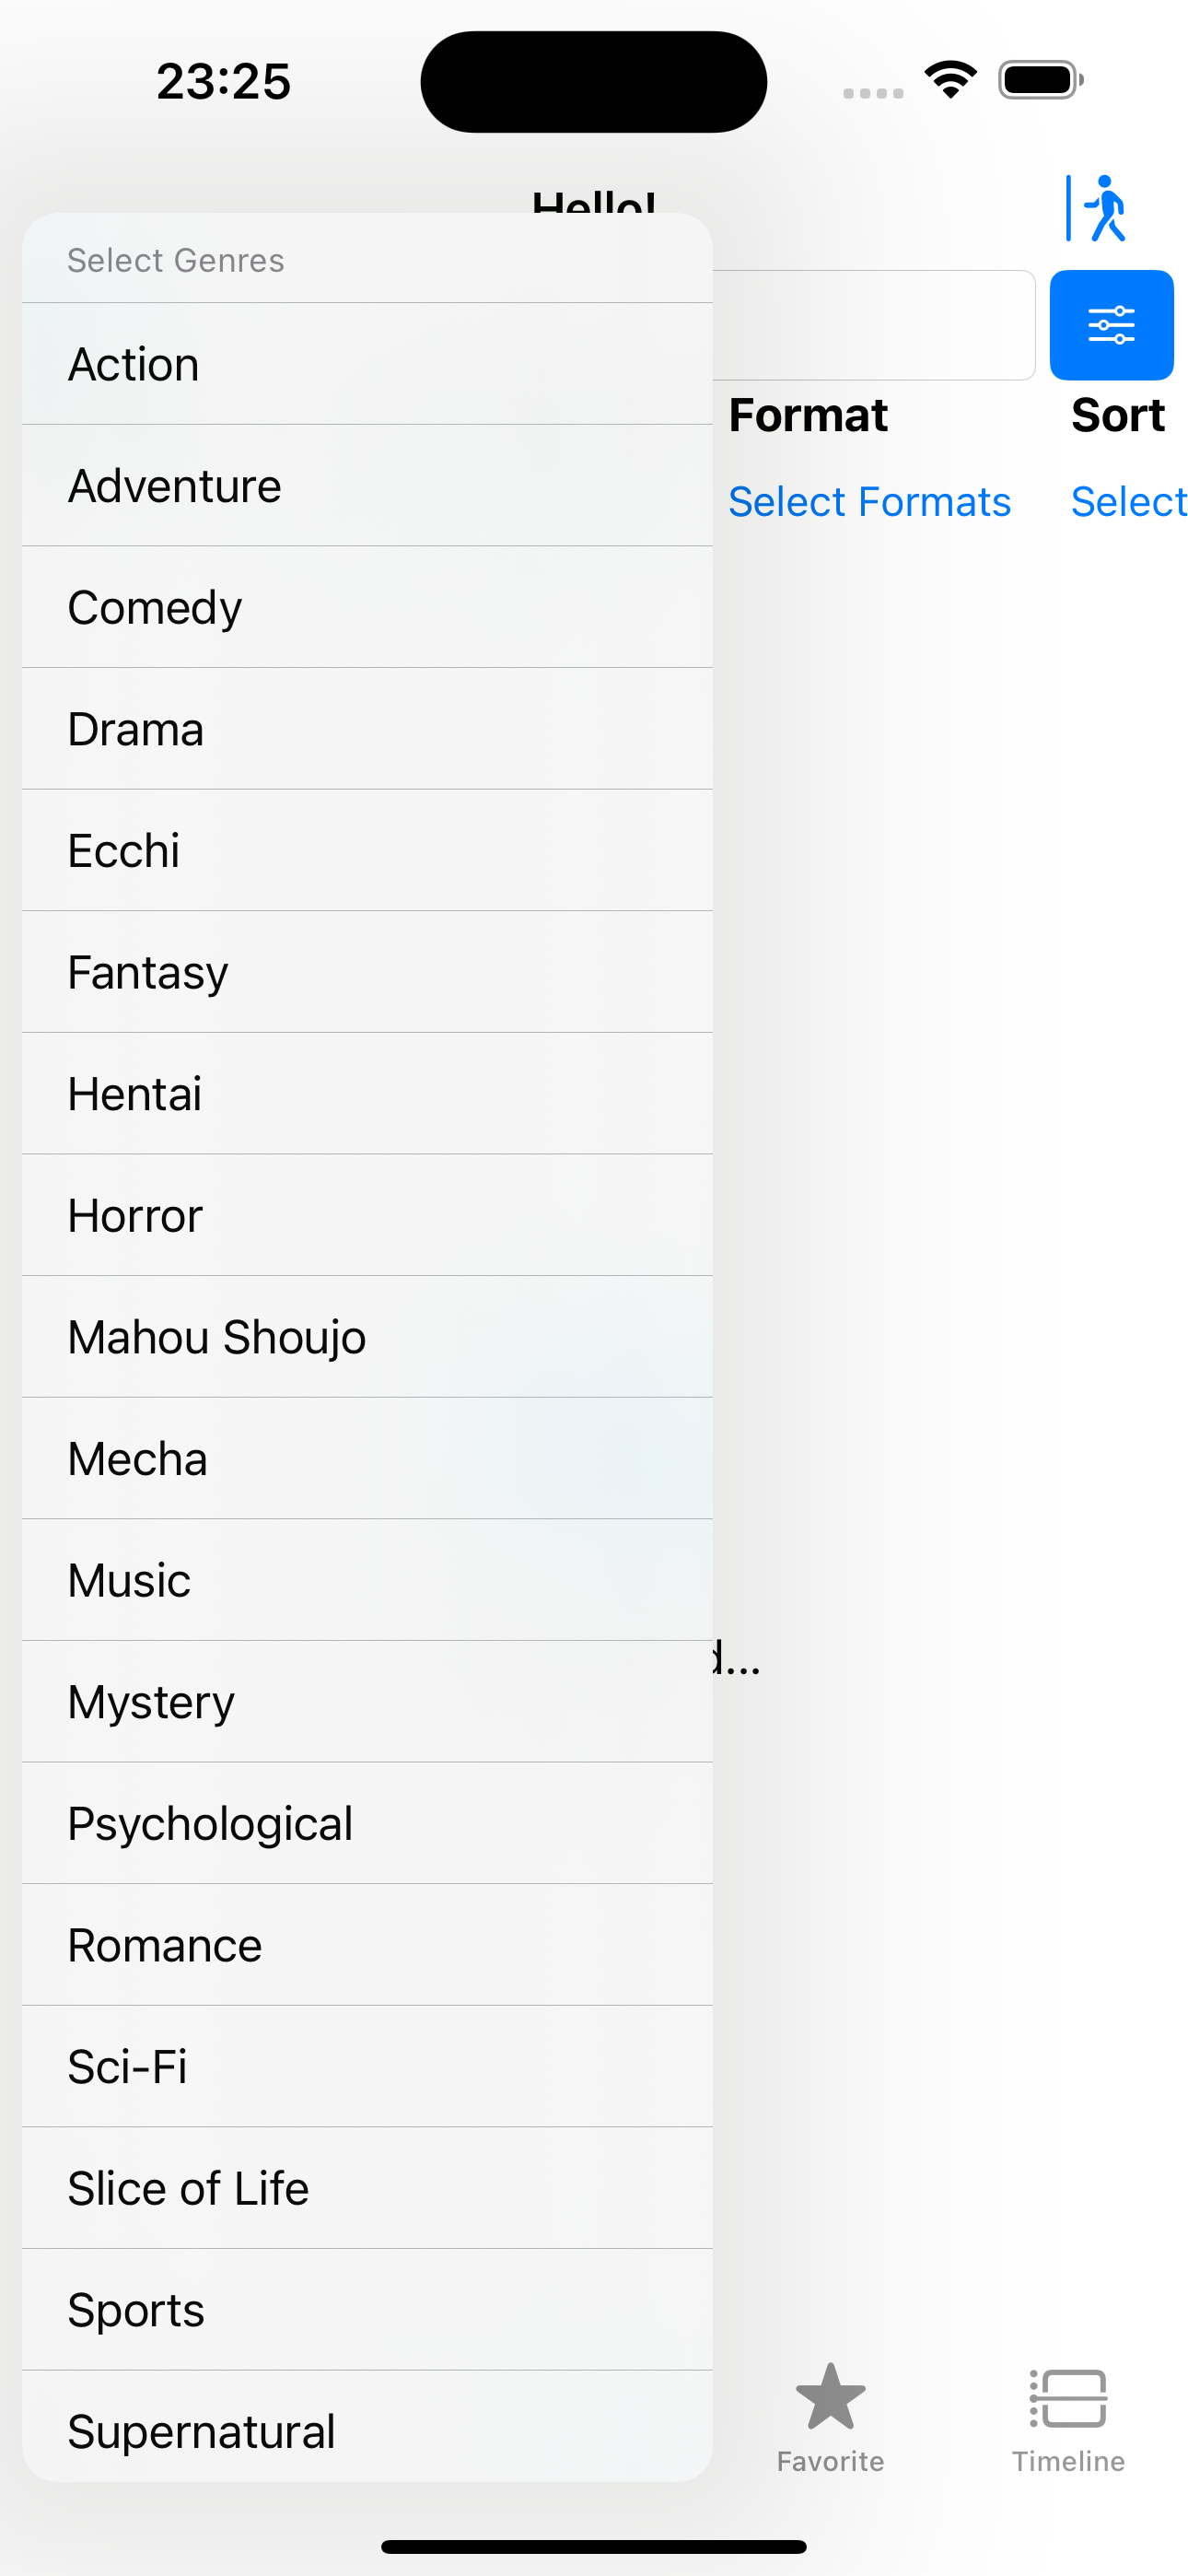 23:25
Hello!
Select Genres
Action
Adventure
Comedy
Drama
Ecchi
Fantasy
Hentai
Horror
Mahou Shoujo
Mecha
Music
Mystery
Psychological
Romance
Sci-Fi
Slice of Life
Sports
Supernatural
Format
Sort
Select Formats
Select
d...
Favorite
Timeline